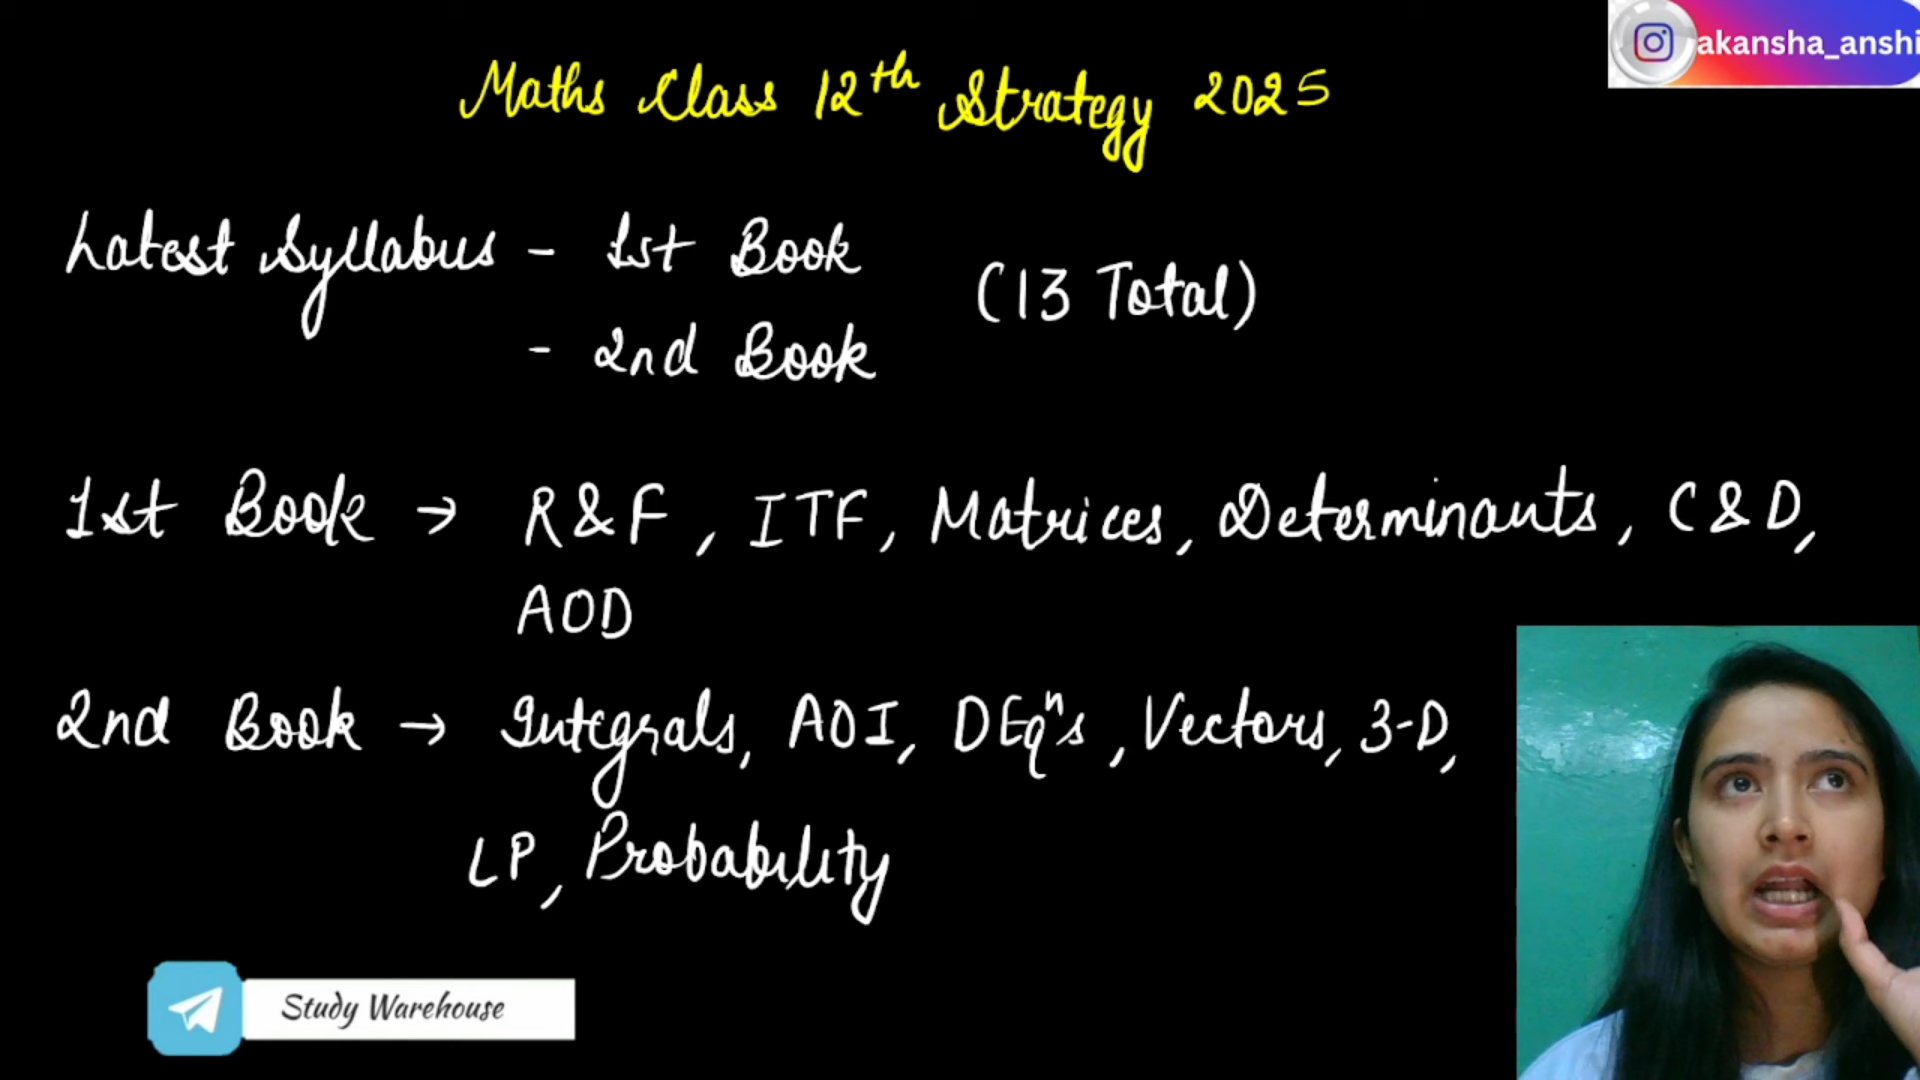 akansha_anshi
Maths Class 12th Strategy 2025
Latest Syllabus - 1st Book
(13 Total)
- 2nd Book
1st Book → R&F, ITF, Matrices, Determinants, C&D,
AOD
2nd Book → Integrals, AOI, DEqⁿs, Vectors, 3-D,
LP, Probability
Study Warehouse